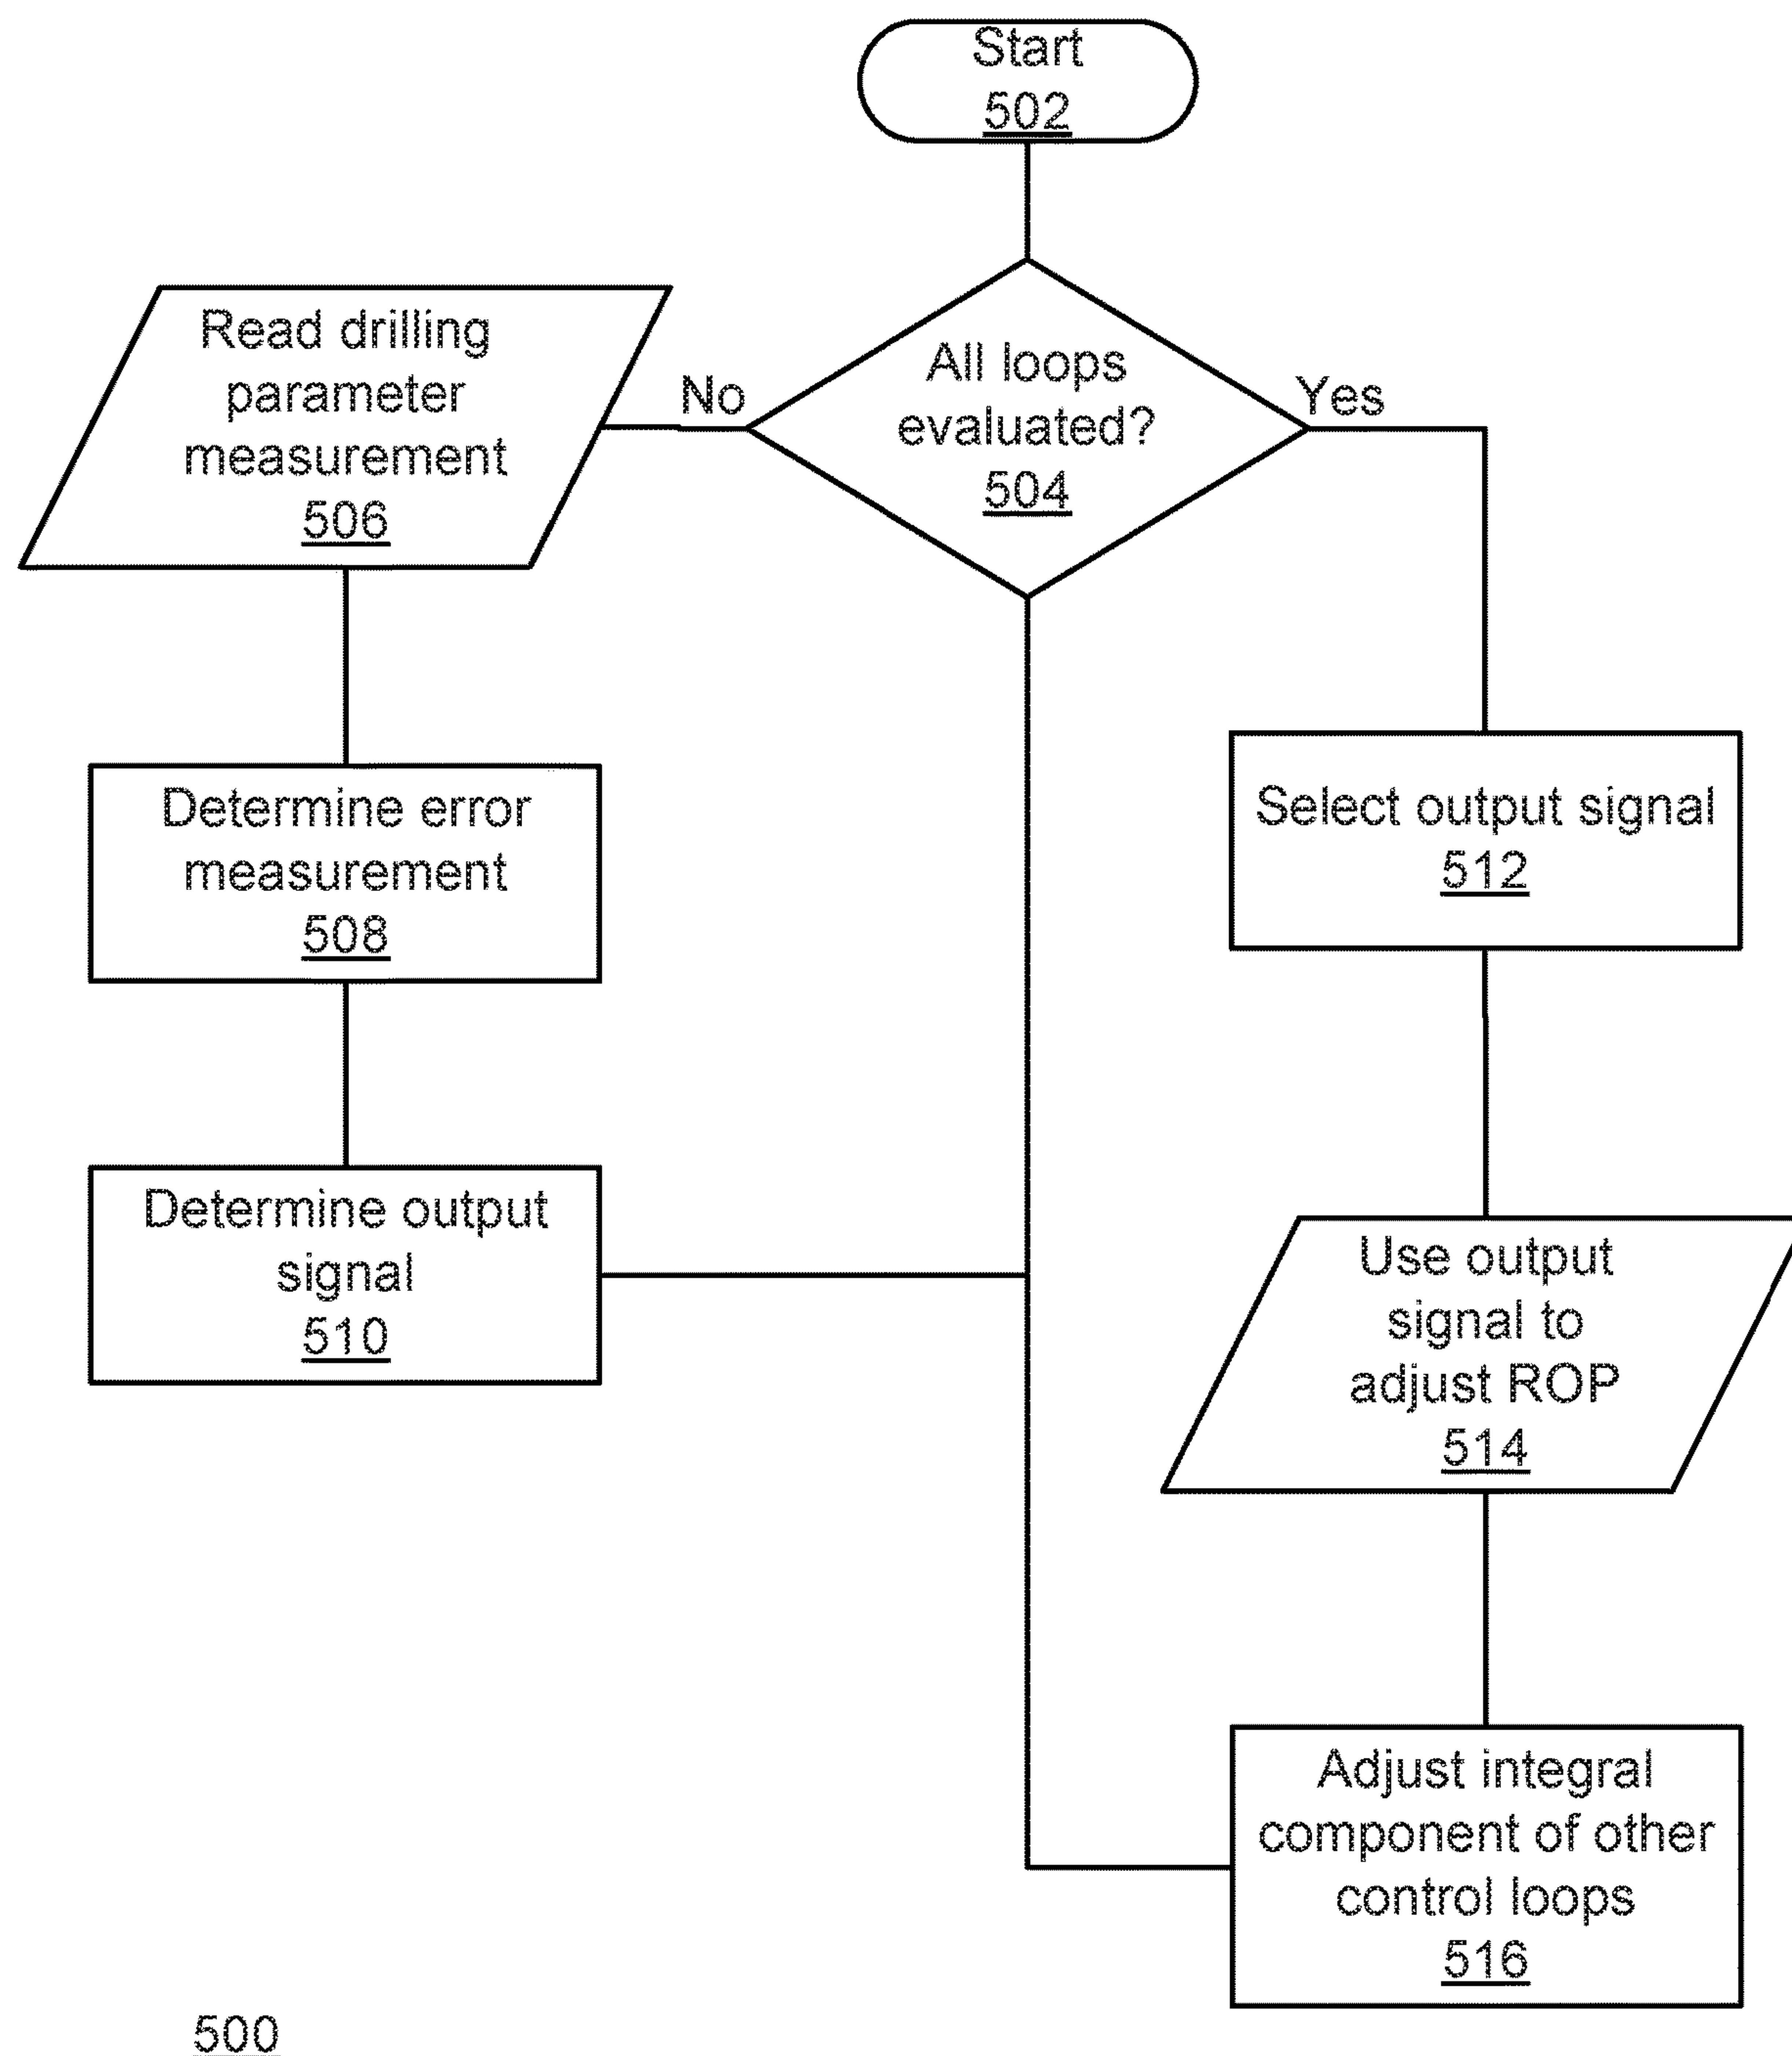 Start
502
All loops
evaluated?
504
No
Yes
Read drilling
parameter
measurement
506
Determine error
measurement
508
Determine output
signal
510
Select output signal
512
Use output
signal to
adjust ROP
514
Adjust integral
component of other
control loops
516
500